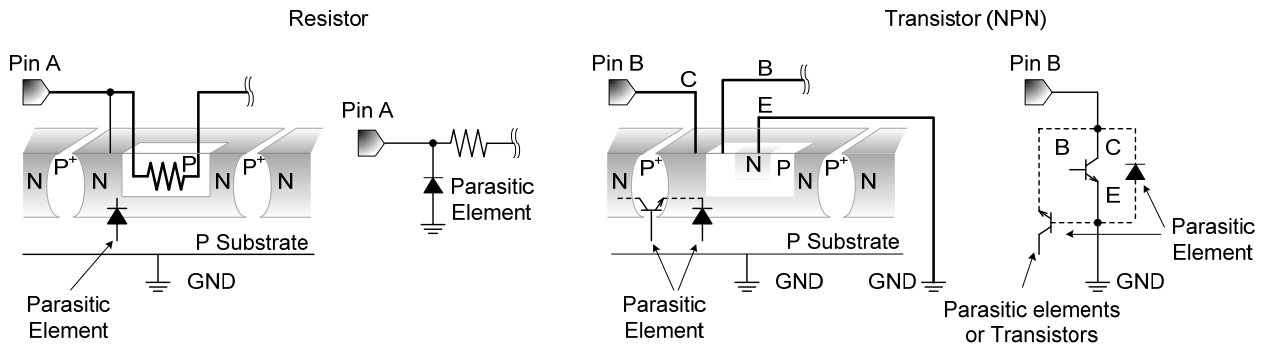 Resistor
Transistor (NPN)
Pin A
Pin A
N
P+
N
P
N
P+
N
Parasitic
Element
P Substrate
GND
Parasitic
Element
Pin B
C
B
E
N
P+
N
N
P
N
P+
N
P Substrate
GND
GND
Parasitic
Element
Pin B
B
C
E
Parasitic
Element
GND
Parasitic elements
or Transistors